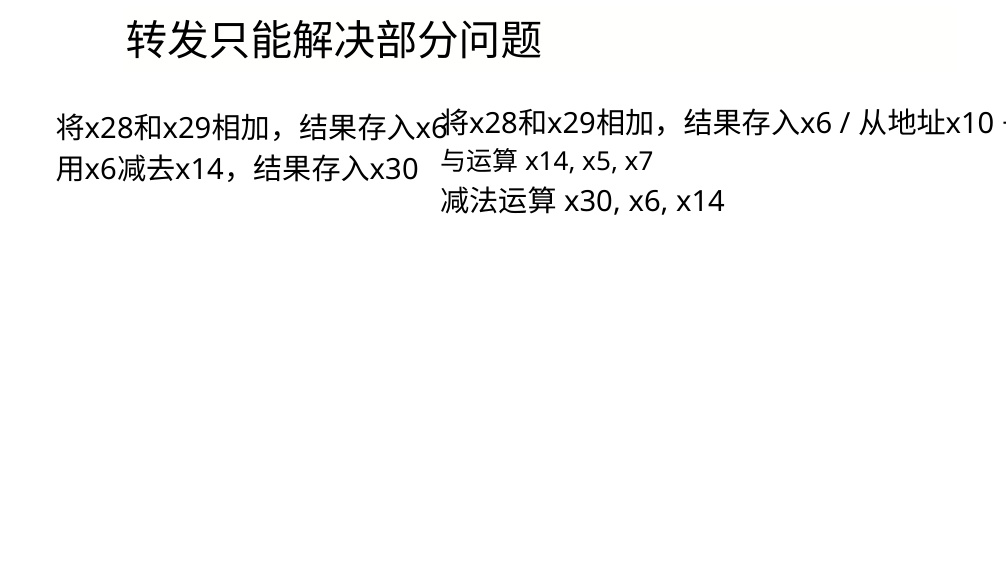 转发只能解决部分问题
将x28和x29相加，结果存入x6
用x6减去x14，结果存入x30
将x28和x29相加，结果存入x6 / 从地址x10
与运算 x14, x5, x7
减法运算 x30, x6, x14